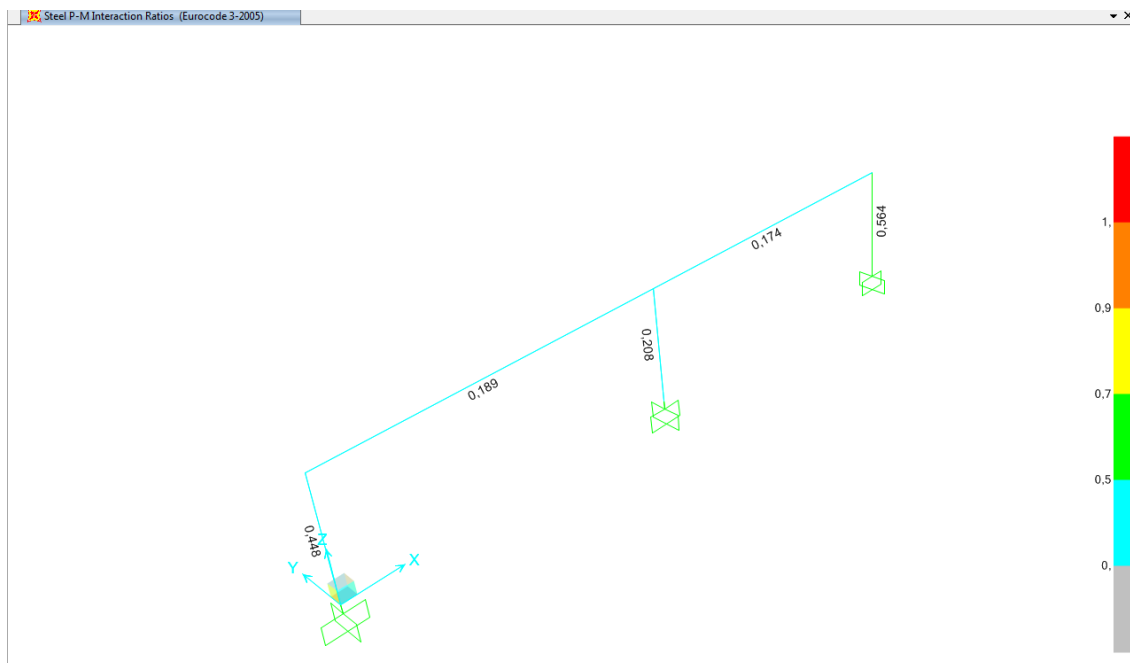 Steel P-M Interaction Ratios (Eurocode 3-2005)
0,564
1,
0,174
0,9
0,208
0,7
0,189
0,5
0,448
Z
Y
X
0,